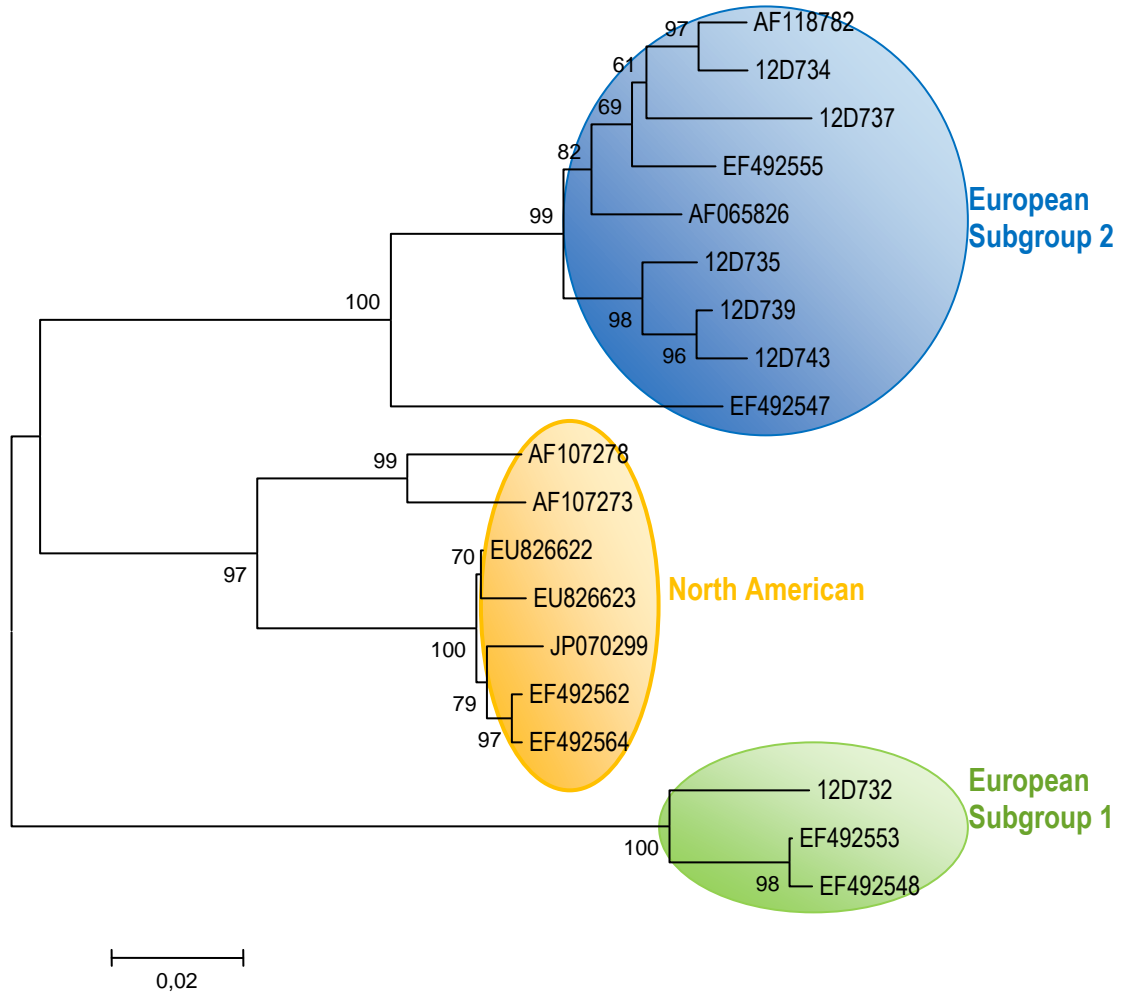 97
AF118782
61
12D734
69
12D737
82
EF492555
99
AF065826
European
Subgroup 2
12D735
100
98
12D739
96
12D743
EF492547
99
AF107278
AF107273
70
EU826622
97
EU826623
North American
100
JP070299
79
EF492562
97
EF492564
12D732
European
Subgroup 1
100
EF492553
98
EF492548
0,02